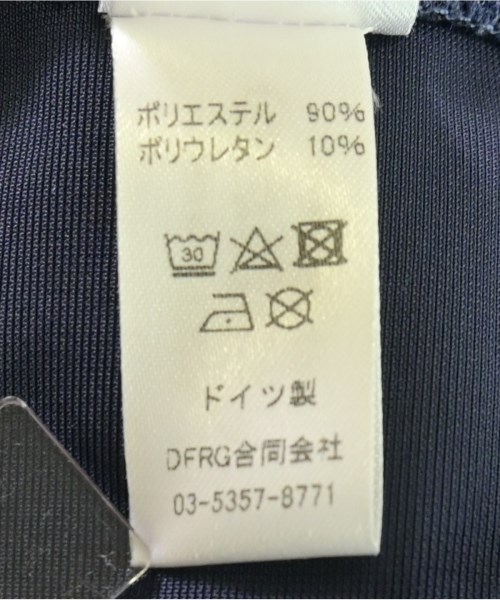 ポリエステル 90%
ポリウレタン 10%
30
ドイツ製
DFRG合同会社
03-5357-8771